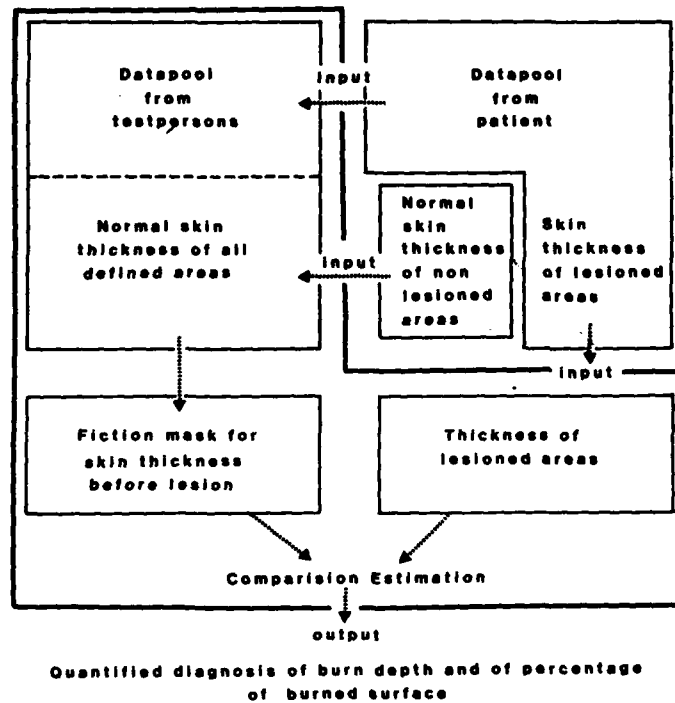 Datapool
from
testpersons
input
Datapool
from
patient
Normal skin
thickness of all
defined areas
input
Normal
skin
thickness
of non
lesioned
areas
Skin
thickness
of lesioned
areas
input
Fiction mask for
skin thickness
before lesion
Thickness of
lesioned areas
Comparision Estimation
output
Quantified diagnosis of burn depth and of percentage
of burned surface